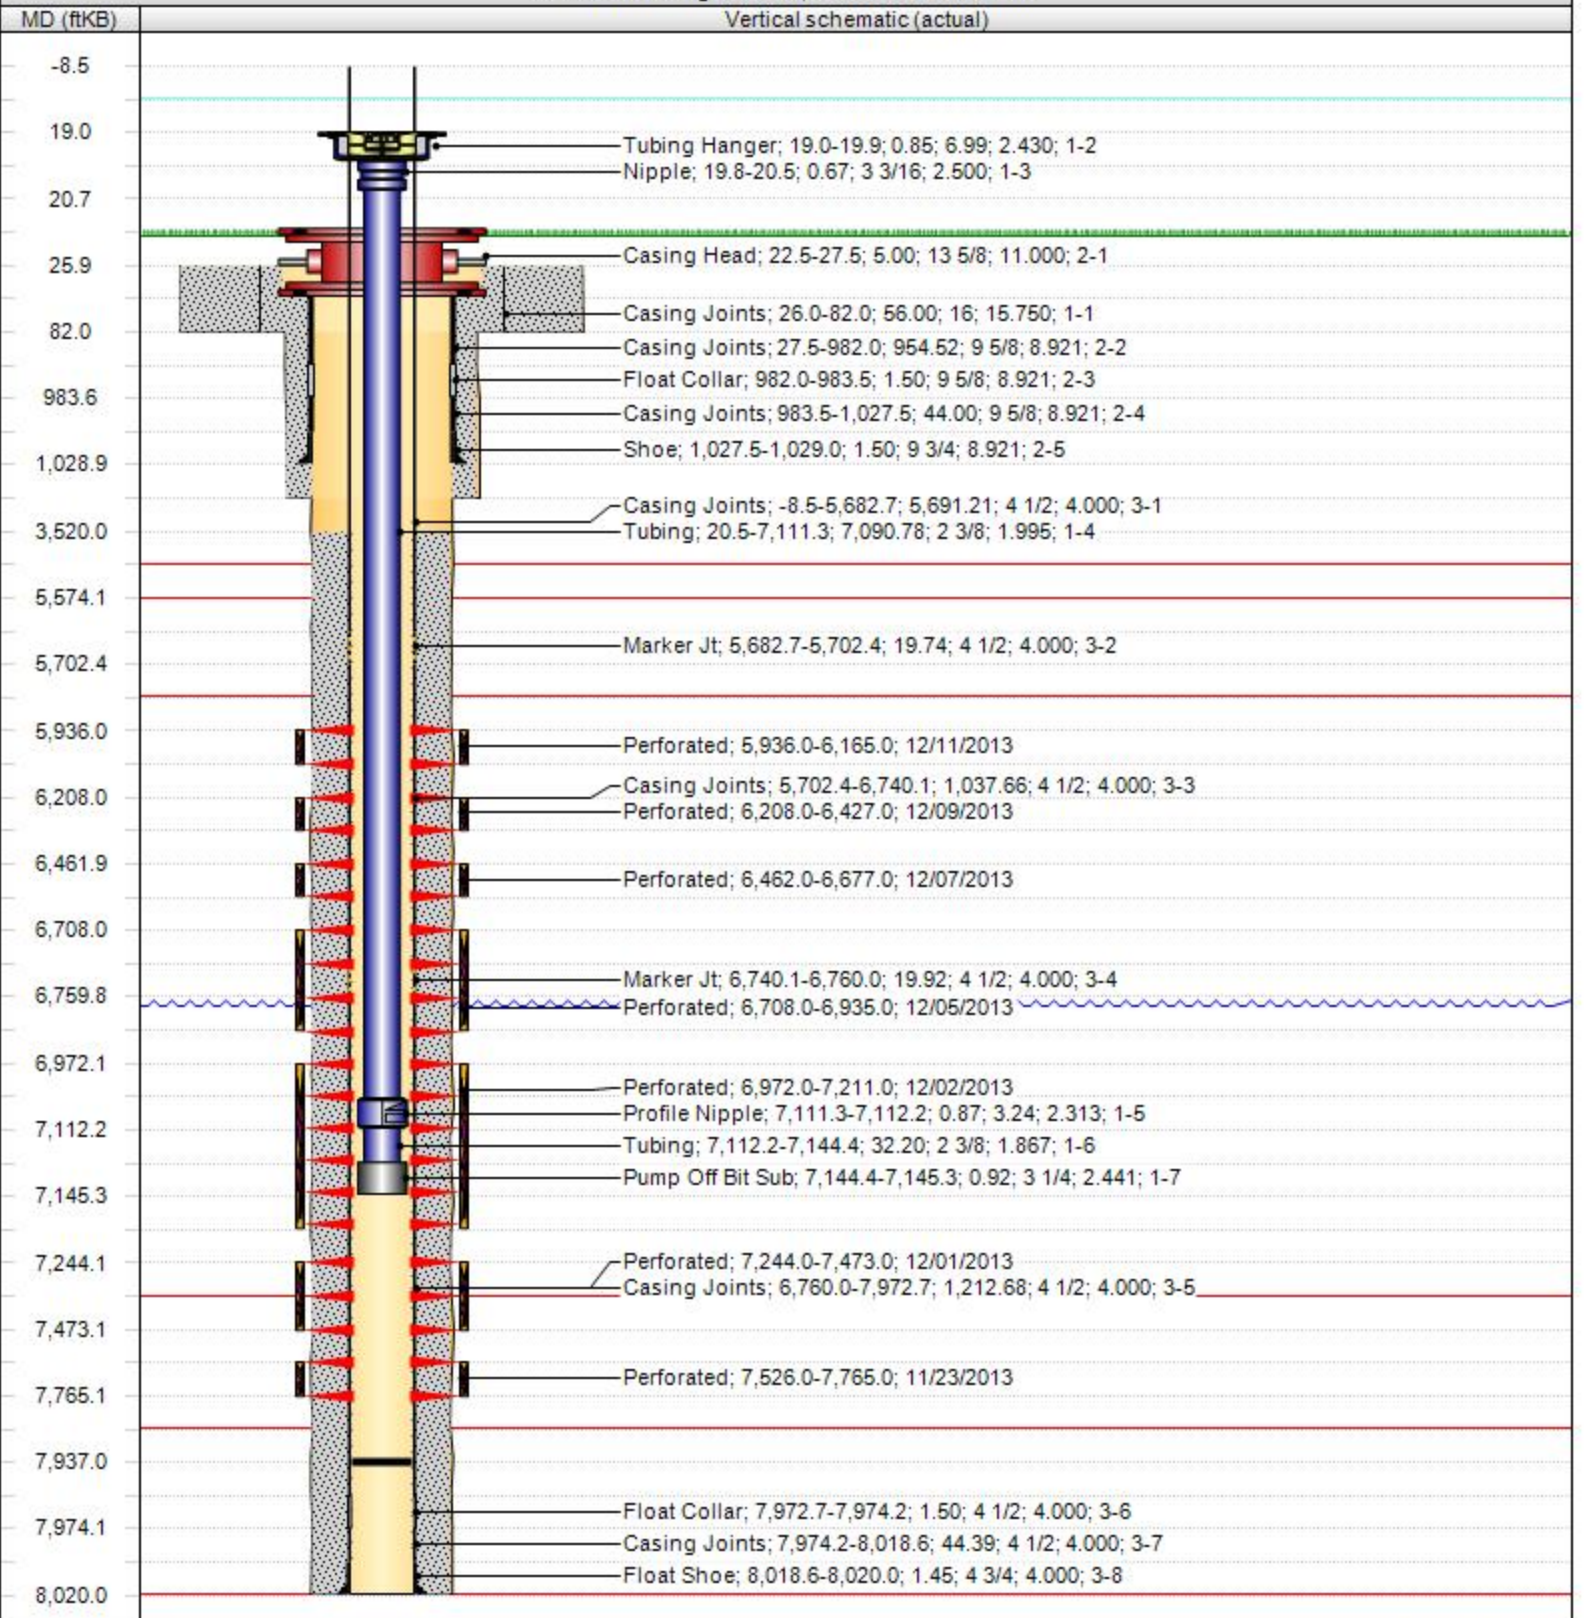 MD (ftKB)
Vertical schematic (actual)
-8.5
19.0
Tubing Hanger; 19.0-19.9; 0.85; 6.99; 2.430; 1-2
Nipple; 19.8-20.5; 0.67; 3 3/16; 2.500; 1-3
20.7
Casing Head; 22.5-27.5; 5.00; 13 5/8; 11.000; 2-1
25.9
Casing Joints; 26.0-82.0; 56.00; 16; 15.750; 1-1
82.0
Casing Joints; 27.5-982.0; 954.52; 9 5/8; 8.921; 2-2
Float Collar; 982.0-983.5; 1.50; 9 5/8; 8.921; 2-3
983.6
Casing Joints; 983.5-1,027.5; 44.00; 9 5/8; 8.921; 2-4
Shoe; 1,027.5-1,029.0; 1.50; 9 3/4; 8.921; 2-5
1,028.9
Casing Joints; -8.5-5,682.7; 5,691.21; 4 1/2; 4.000; 3-1
3,520.0
Tubing; 20.5-7,111.3; 7,090.78; 2 3/8; 1.995; 1-4
5,574.1
Marker Jt; 5,682.7-5,702.4; 19.74; 4 1/2; 4.000; 3-2
5,702.4
5,936.0
Perforated; 5,936.0-6,165.0; 12/11/2013
Casing Joints; 5,702.4-6,740.1; 1,037.66; 4 1/2; 4.000; 3-3
6,208.0
Perforated; 6,208.0-6,427.0; 12/09/2013
6,461.9
Perforated; 6,462.0-6,677.0; 12/07/2013
6,708.0
Marker Jt; 6,740.1-6,760.0; 19.92; 4 1/2; 4.000; 3-4
6,759.8
Perforated; 6,708.0-6,935.0; 12/05/2013
6,972.1
Perforated; 6,972.0-7,211.0; 12/02/2013
Profile Nipple; 7,111.3-7,112.2; 0.87; 3.24; 2.313; 1-5
7,112.2
Tubing; 7,112.2-7,144.4; 32.20; 2 3/8; 1.867; 1-6
Pump Off Bit Sub; 7,144.4-7,145.3; 0.92; 3 1/4; 2.441; 1-7
7,145.3
7,244.1
Perforated; 7,244.0-7,473.0; 12/01/2013
Casing Joints; 6,760.0-7,972.7; 1,212.68; 4 1/2; 4.000; 3-5
7,473.1
Perforated; 7,526.0-7,765.0; 11/23/2013
7,765.1
7,937.0
Float Collar; 7,972.7-7,974.2; 1.50; 4 1/2; 4.000; 3-6
7,974.1
Casing Joints; 7,974.2-8,018.6; 44.39; 4 1/2; 4.000; 3-7
Float Shoe; 8,018.6-8,020.0; 1.45; 4 3/4; 4.000; 3-8
8,020.0